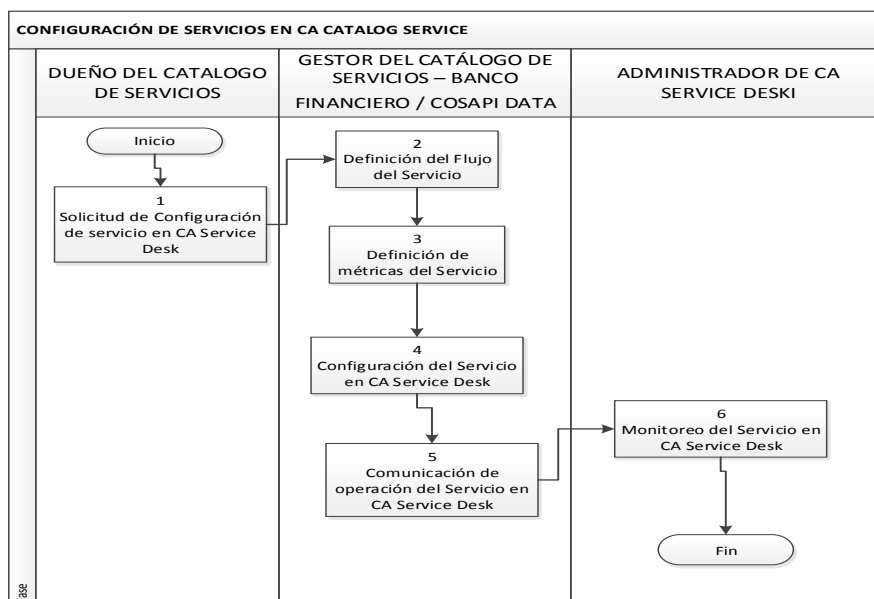 CONFIGURACIÓN DE SERVICIOS EN CA CATALOG SERVICE
DUEÑO DEL CATALOGO
DE SERVICIOS
GESTOR DEL CATÁLOGO DE
SERVICIOS – BANCO
FINANCIERO / COSAPI DATA
ADMINISTRADOR DE CA
SERVICE DESKI
Inicio
1
Solicitud de Configuración
de servicio en CA Service
Desk
2
Definición del Flujo
del Servicio
3
Definición de
métricas del Servicio
4
Configuración del Servicio
en CA Service Desk
5
Comunicación de
operación del Servicio en
CA Service Desk
6
Monitoreo del Servicio en
CA Service Desk
Fin